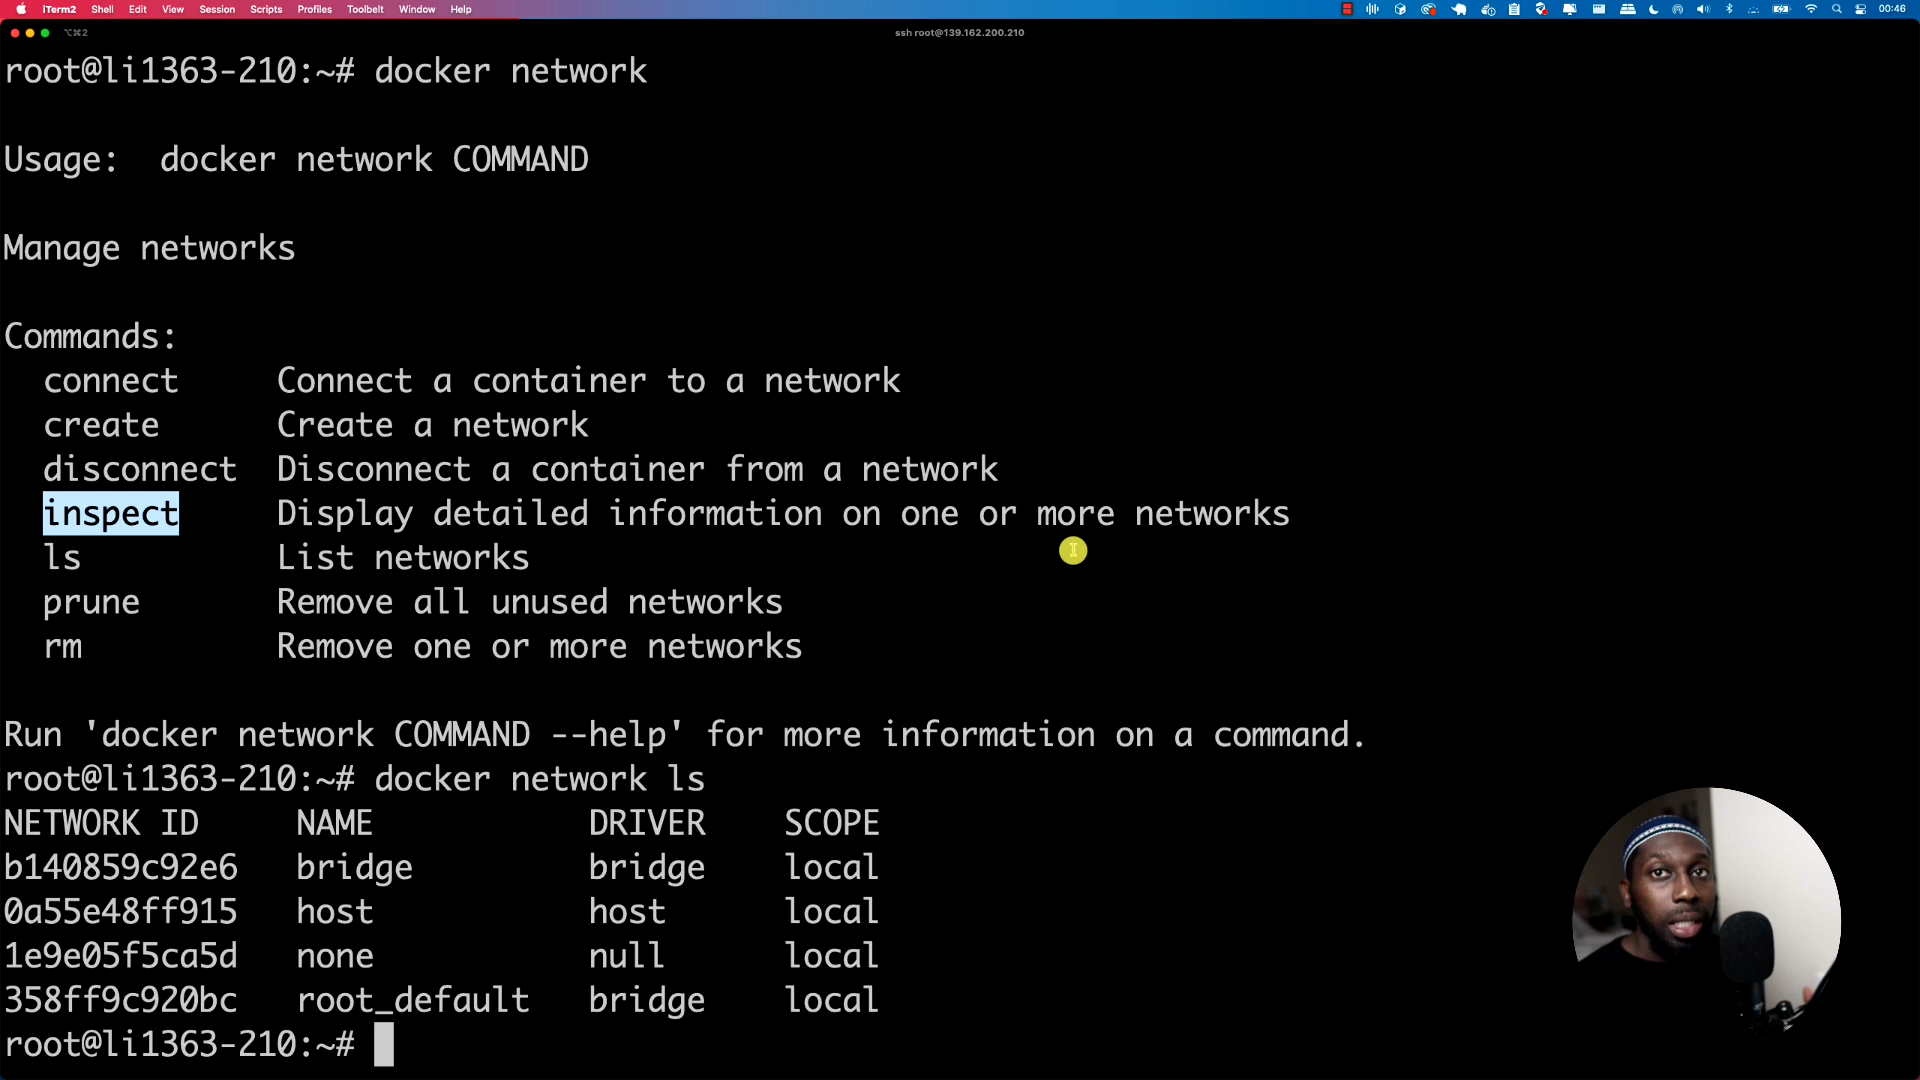 iTerm2 Shell Edit View Session Scripts Profiles Toolbelt Window Help 00:46
⌥⌘2 ssh root@139.162.200.210
root@li1363-210:~# docker network
Usage:  docker network COMMAND
Manage networks
Commands:
  connect     Connect a container to a network
  create      Create a network
  disconnect  Disconnect a container from a network
  inspect     Display detailed information on one or more networks
  ls          List networks
  prune       Remove all unused networks
  rm          Remove one or more networks
Run 'docker network COMMAND --help' for more information on a command.
root@li1363-210:~# docker network ls
NETWORK ID     NAME           DRIVER    SCOPE
b140859c92e6   bridge         bridge    local
0a55e48ff915   host           host      local
1e9e05f5ca5d   none           null      local
358ff9c920bc   root_default   bridge    local
root@li1363-210:~#